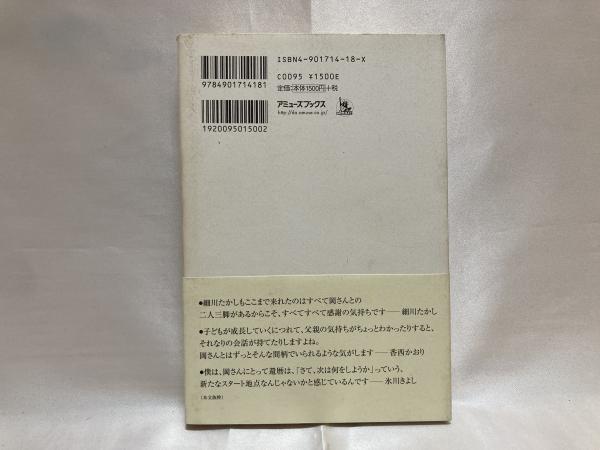 ISBN4-901714-18-X
C0095 ¥1500E
定価:本体1500円+税
9784901714181
アミューズブックス
http://da.amuse.co.jp/
1920095015002
●細川たかしもここまで来れたのはすべて岡さんとの
二人三脚があるからこそ、すべてすべて感謝の気持ちです――細川たかし
●子どもが成長していくにつれて、父親の気持ちがちょっとわかったりすると、
それなりの会話が持てたりしますよね。
岡さんとはずっとそんな間柄でいられるような気がします――香西かおり
●僕は、岡さんにとって還暦は、「さて、次は何をしようか」っていう、
新たなスタート地点なんじゃないかと感じているんです――氷川きよし
(本文抜粋)